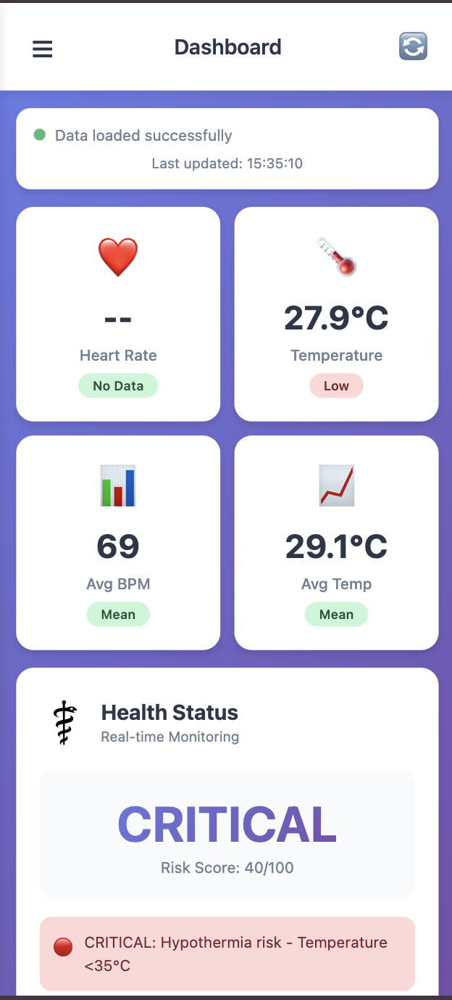 Dashboard
Data loaded successfully
Last updated: 15:35:10
--
Heart Rate
No Data
27.9°C
Temperature
Low
69
Avg BPM
Mean
29.1°C
Avg Temp
Mean
Health Status
Real-time Monitoring
CRITICAL
Risk Score: 40/100
CRITICAL: Hypothermia risk - Temperature
<35°C